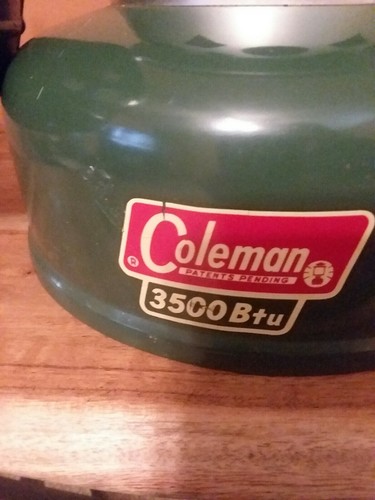 Coleman
®
PATENTS PENDING
3500 Btu